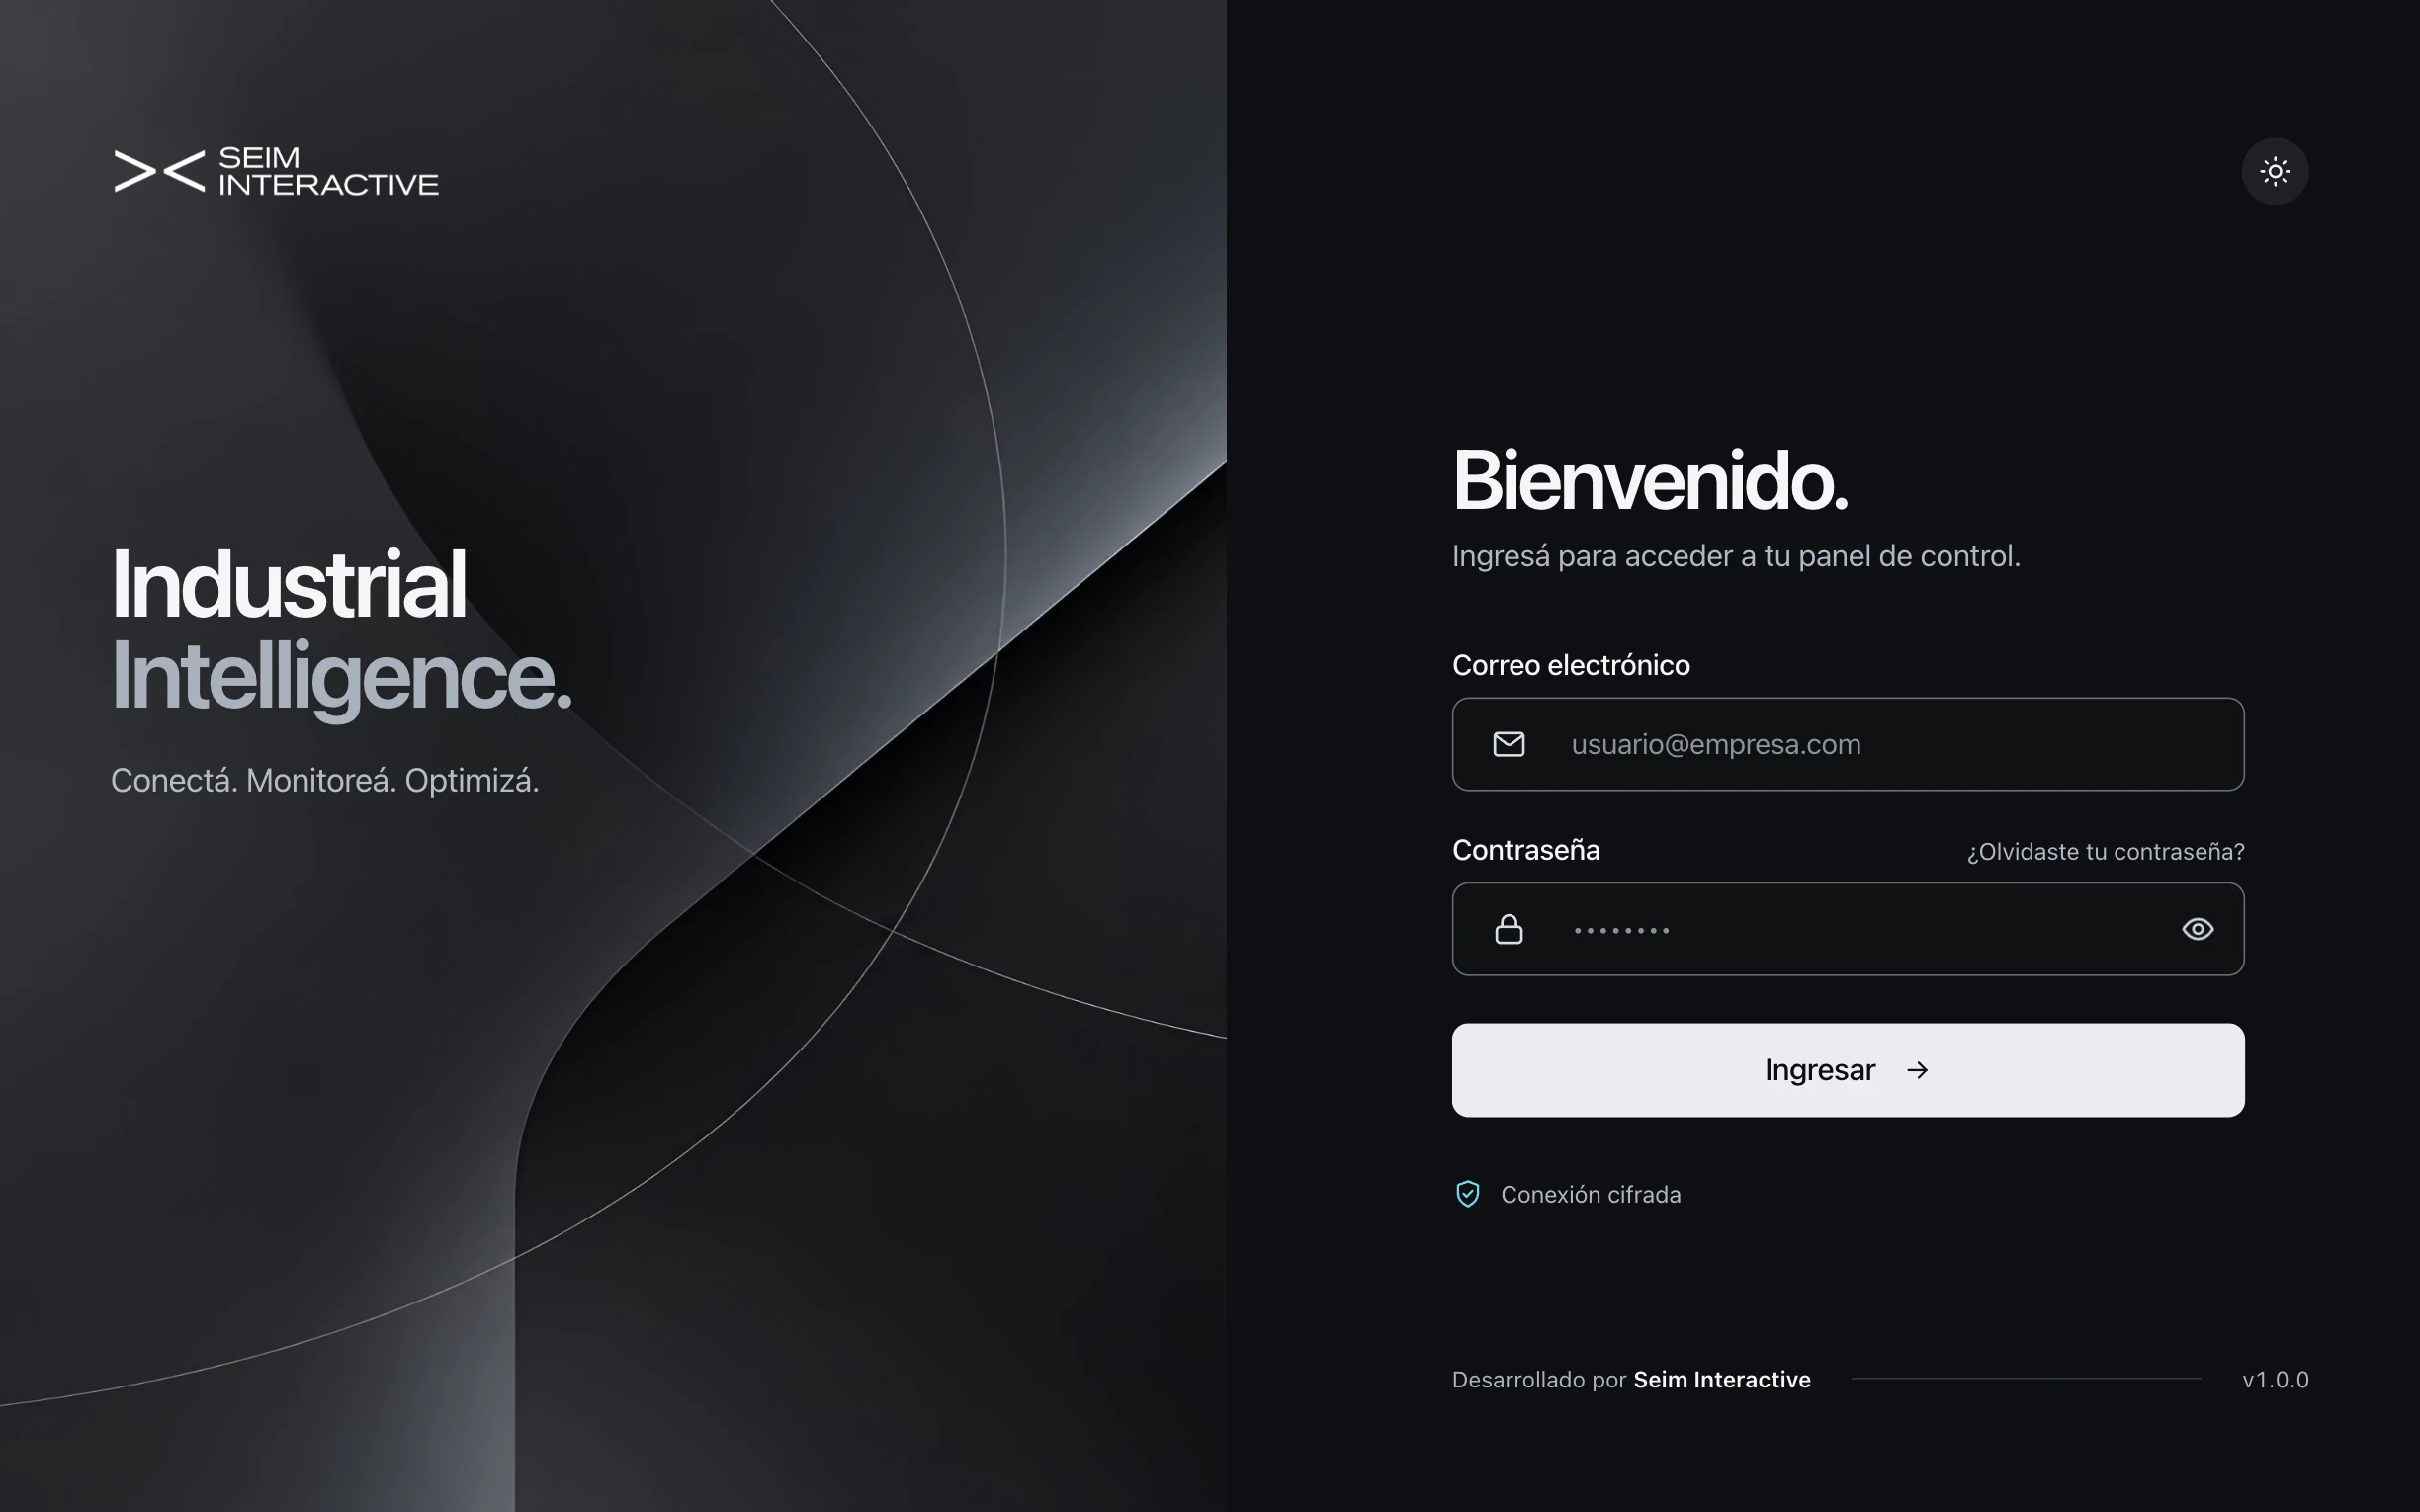 SEIM
INTERACTIVE
Industrial
Intelligence.
Conectá. Monitoreá. Optimizá.
Bienvenido.
Ingresá para acceder a tu panel de control.
Correo electrónico
usuario@empresa.com
Contraseña
¿Olvidaste tu contraseña?
••••••••
Ingresar →
Conexión cifrada
Desarrollado por Seim Interactive
v1.0.0